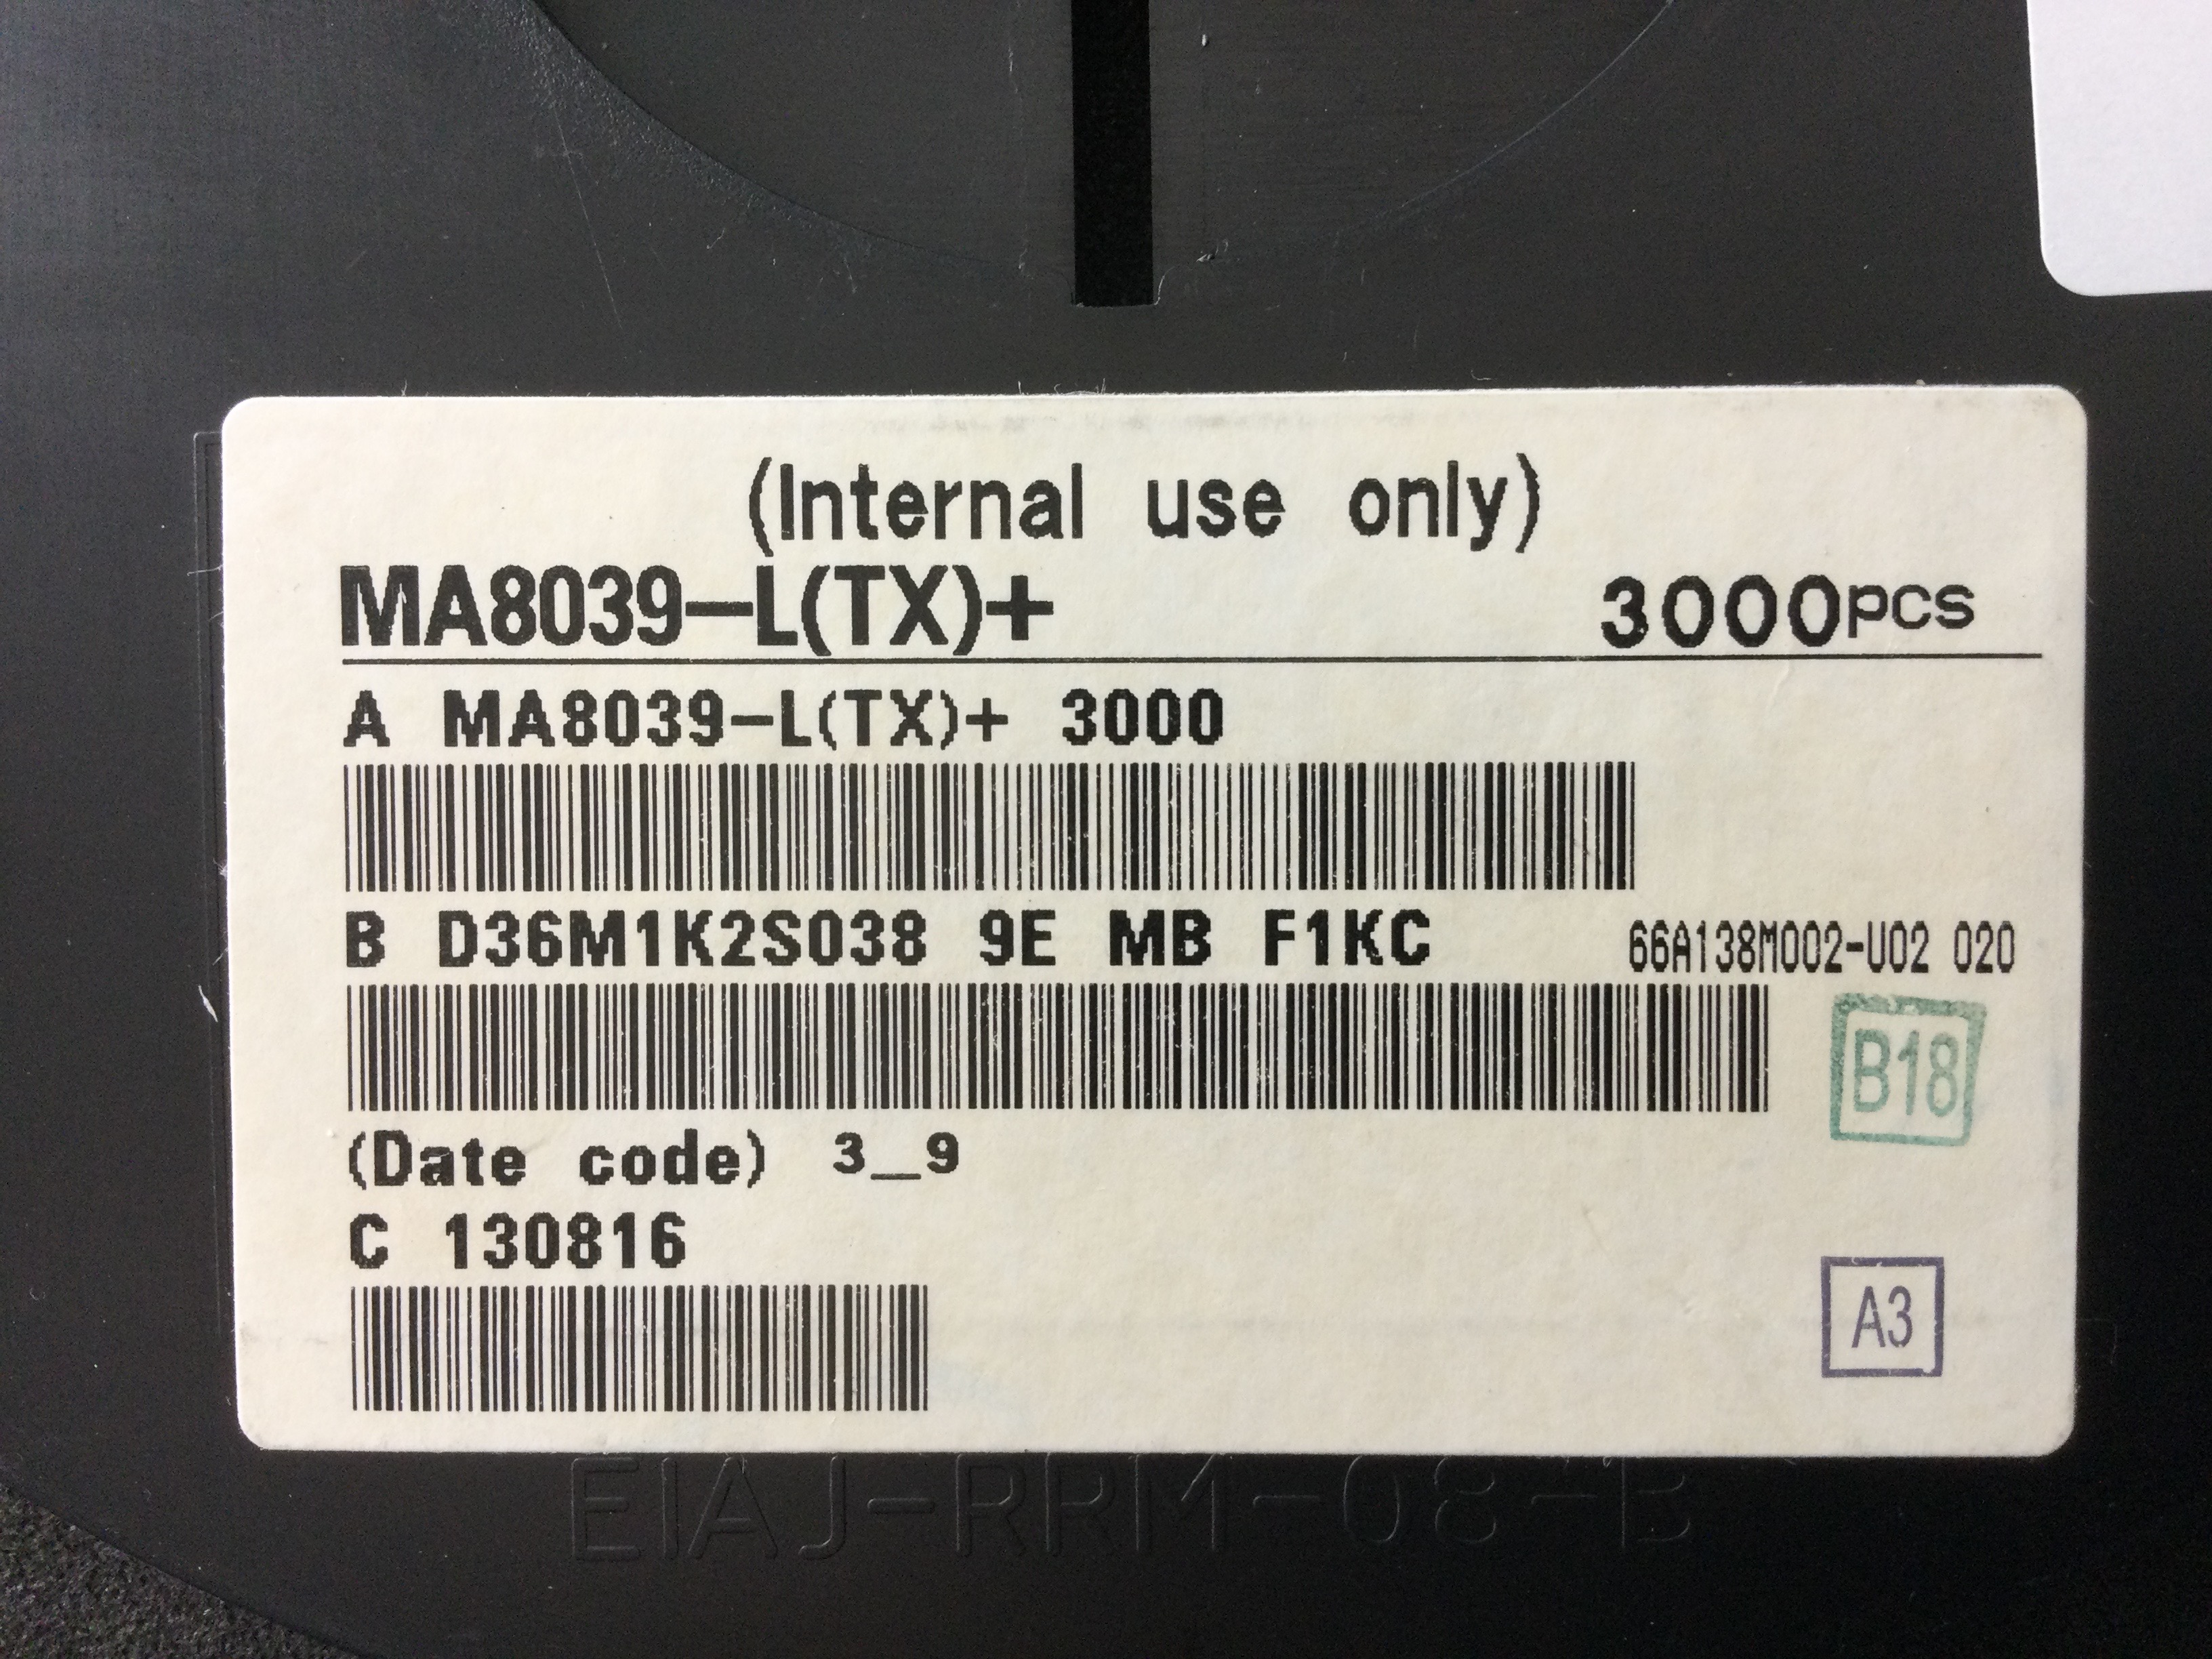 (Internal use only)
MA8039-L(TX)+ 3000PCS
A MA8039-L(TX)+ 3000
B D36M1K2S038 9E MB F1KC 66A138M002-U02 020
B18
(Date code) 3_9
C 130816
A3
EIAJ-RRM-08-B